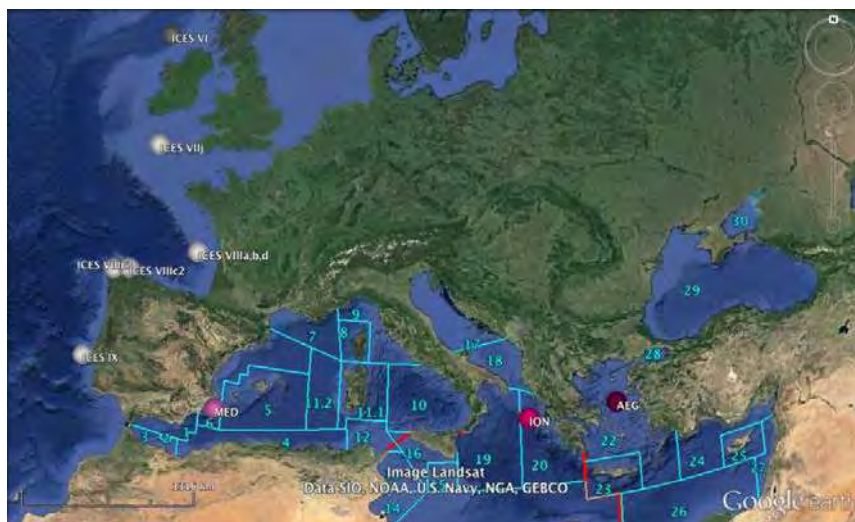 N
ICES VI
ICES VIIj
30
ICES VIIIa,b,d
ICES VIIIc2
29
9
7
8
17
18
28
ICES IX
MED
5
11.2
11.1
10
ION
AEG
6
3
4
12
16
19
20
22
24
25
27
23
14
26
Image Landsat
Data SIO, NOAA, U.S. Navy, NGA, GEBCO
Google earth